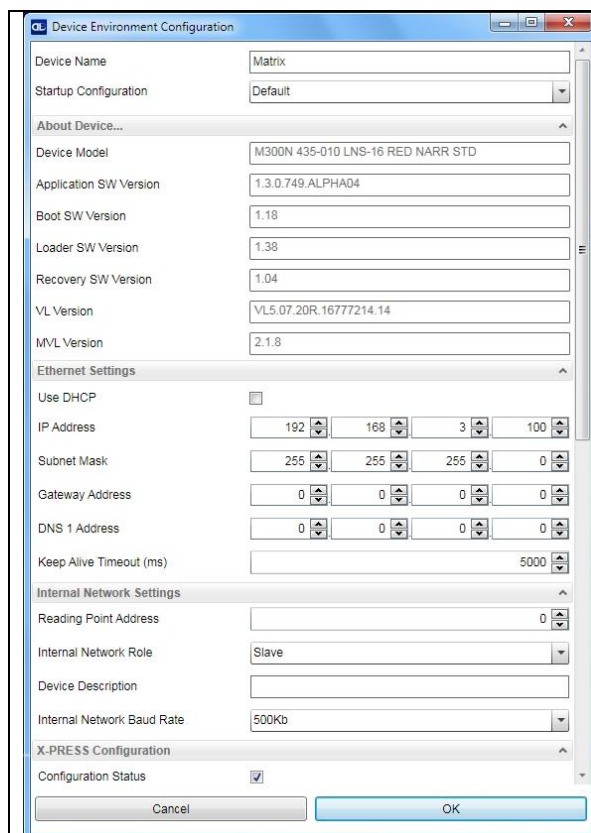 Device Environment Configuration
Device Name Matrix
Startup Configuration Default
About Device...
Device Model M300N 435-010 LNS-16 RED NARR STD
Application SW Version 1.3.0.749.ALPHA04
Boot SW Version 1.18
Loader SW Version 1.38
Recovery SW Version 1.04
VL Version VL5.07.20R.16777214.14
MVL Version 2.1.8
Ethernet Settings
Use DHCP
IP Address 192 . 168 . 3 . 100
Subnet Mask 255 . 255 . 255 . 0
Gateway Address 0 . 0 . 0 . 0
DNS 1 Address 0 . 0 . 0 . 0
Keep Alive Timeout (ms) 5000
Internal Network Settings
Reading Point Address 0
Internal Network Role Slave
Device Description
Internal Network Baud Rate 500Kb
X-PRESS Configuration
Configuration Status
Cancel OK